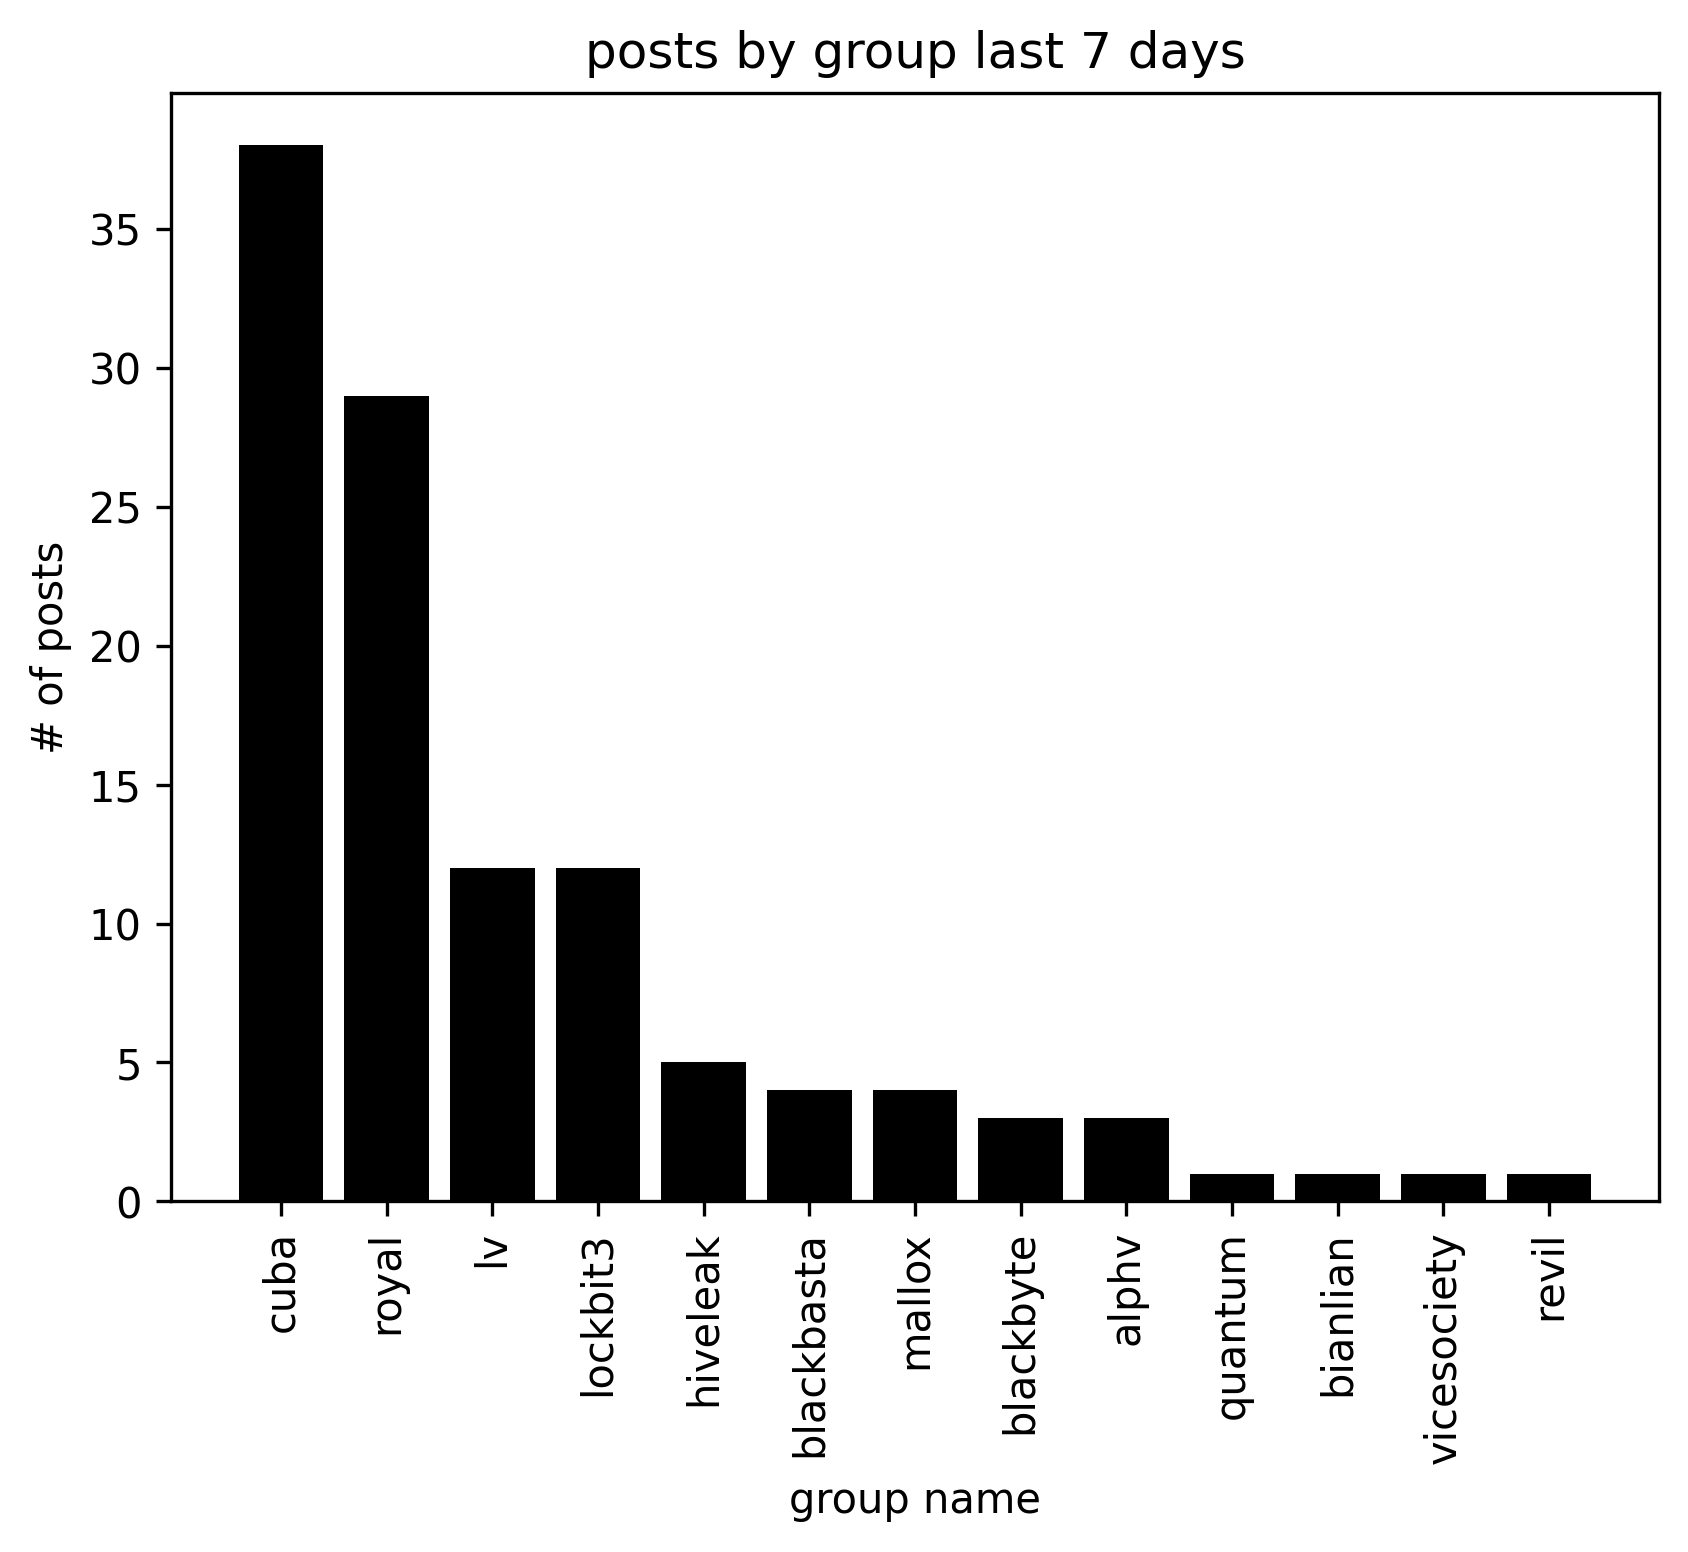 posts by group last 7 days
# of posts
35
30
25
20
15
10
5
0
cuba
royal
lv
lockbit3
hiveleak
blackbasta
mallox
blackbyte
alphv
quantum
bianlian
vicesociety
revil
group name